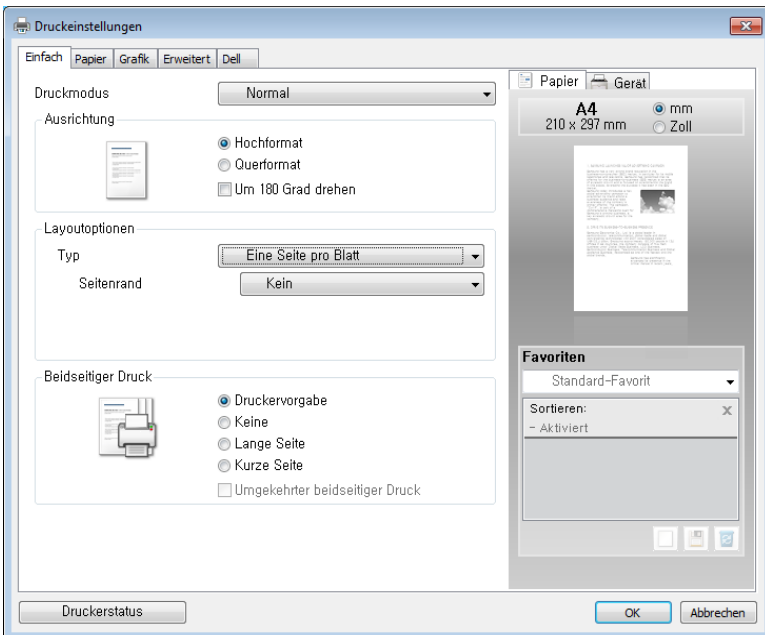 Druckeinstellungen
Einfach Papier Grafik Erweitert Dell
Druckmodus Normal
Ausrichtung
Hochformat
Querformat
Um 180 Grad drehen
Layoutoptionen
Typ Eine Seite pro Blatt
Seitenrand Kein
Beidseitiger Druck
Druckervorgabe
Keine
Lange Seite
Kurze Seite
Umgekehrter beidseitiger Druck
Papier Gerät
A4 mm
210 x 297 mm Zoll
Favoriten
Standard-Favorit
Sortieren: x
- Aktiviert
Druckerstatus OK Abbrechen